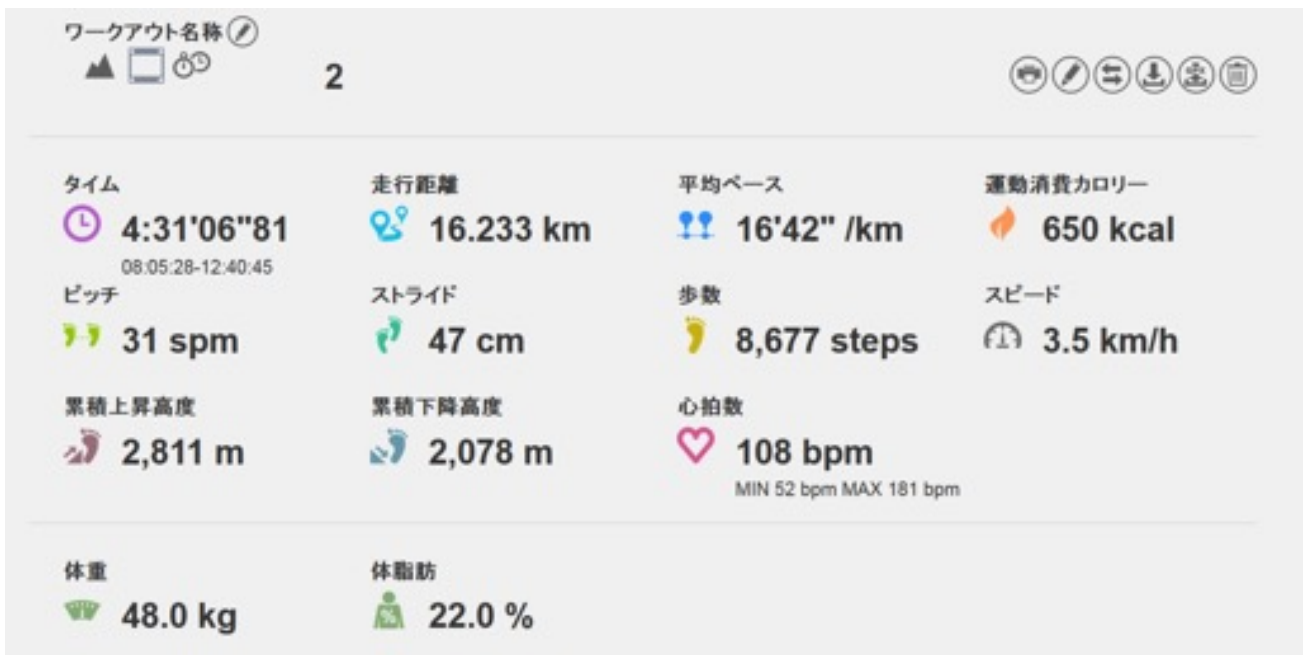 ワークアウト名称
2
タイム 走行距離 平均ペース 運動消費カロリー
4:31'06"81 16.233 km 16'42" /km 650 kcal
08:05:28-12:40:45
ピッチ ストライド 歩数 スピード
31 spm 47 cm 8,677 steps 3.5 km/h
累積上昇高度 累積下降高度 心拍数
2,811 m 2,078 m 108 bpm
MIN 52 bpm MAX 181 bpm
体重 体脂肪
48.0 kg 22.0 %